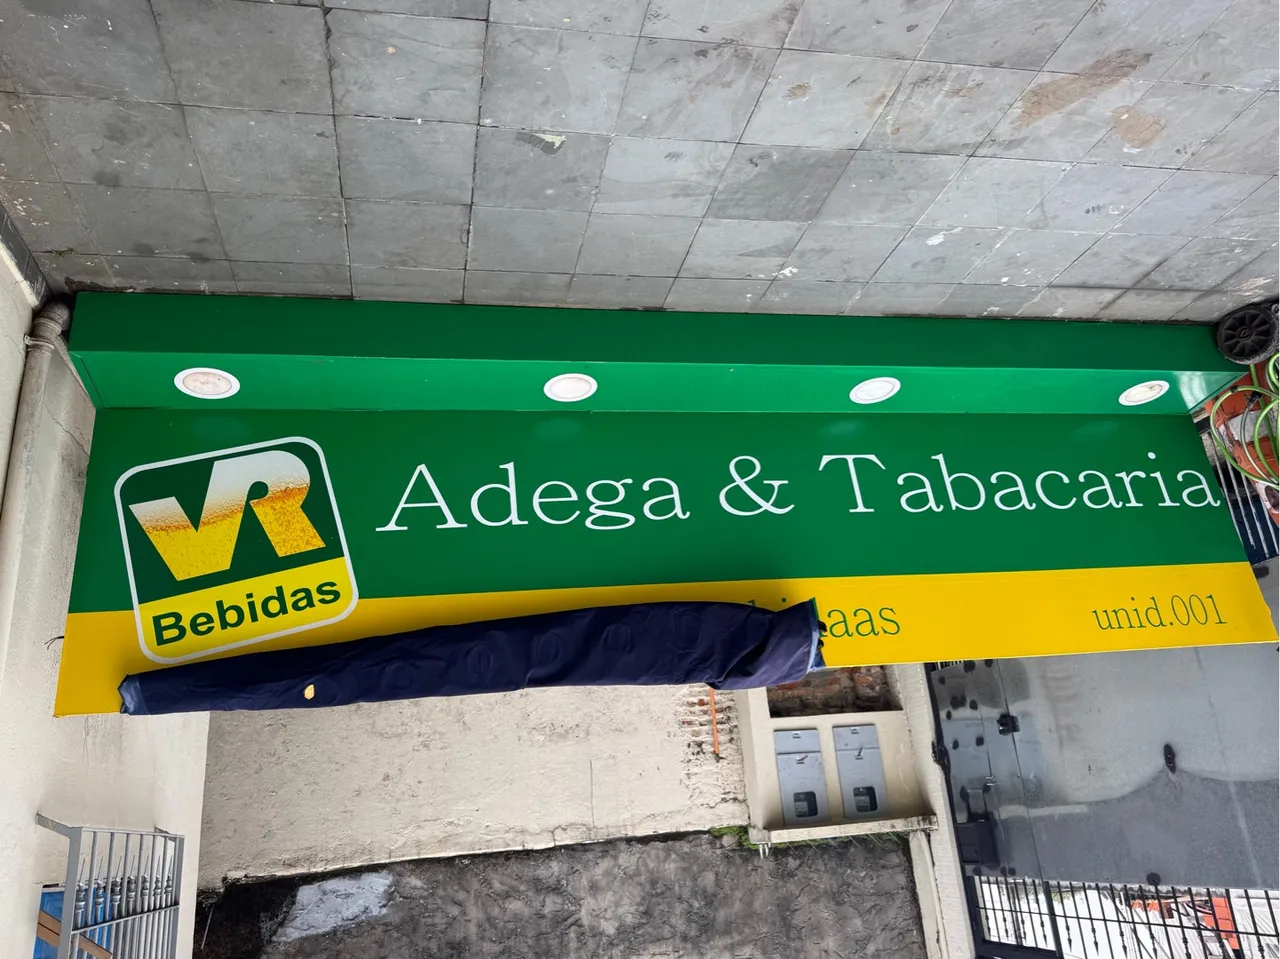 VR
Bebidas
Adega & Tabacaria
unid.001